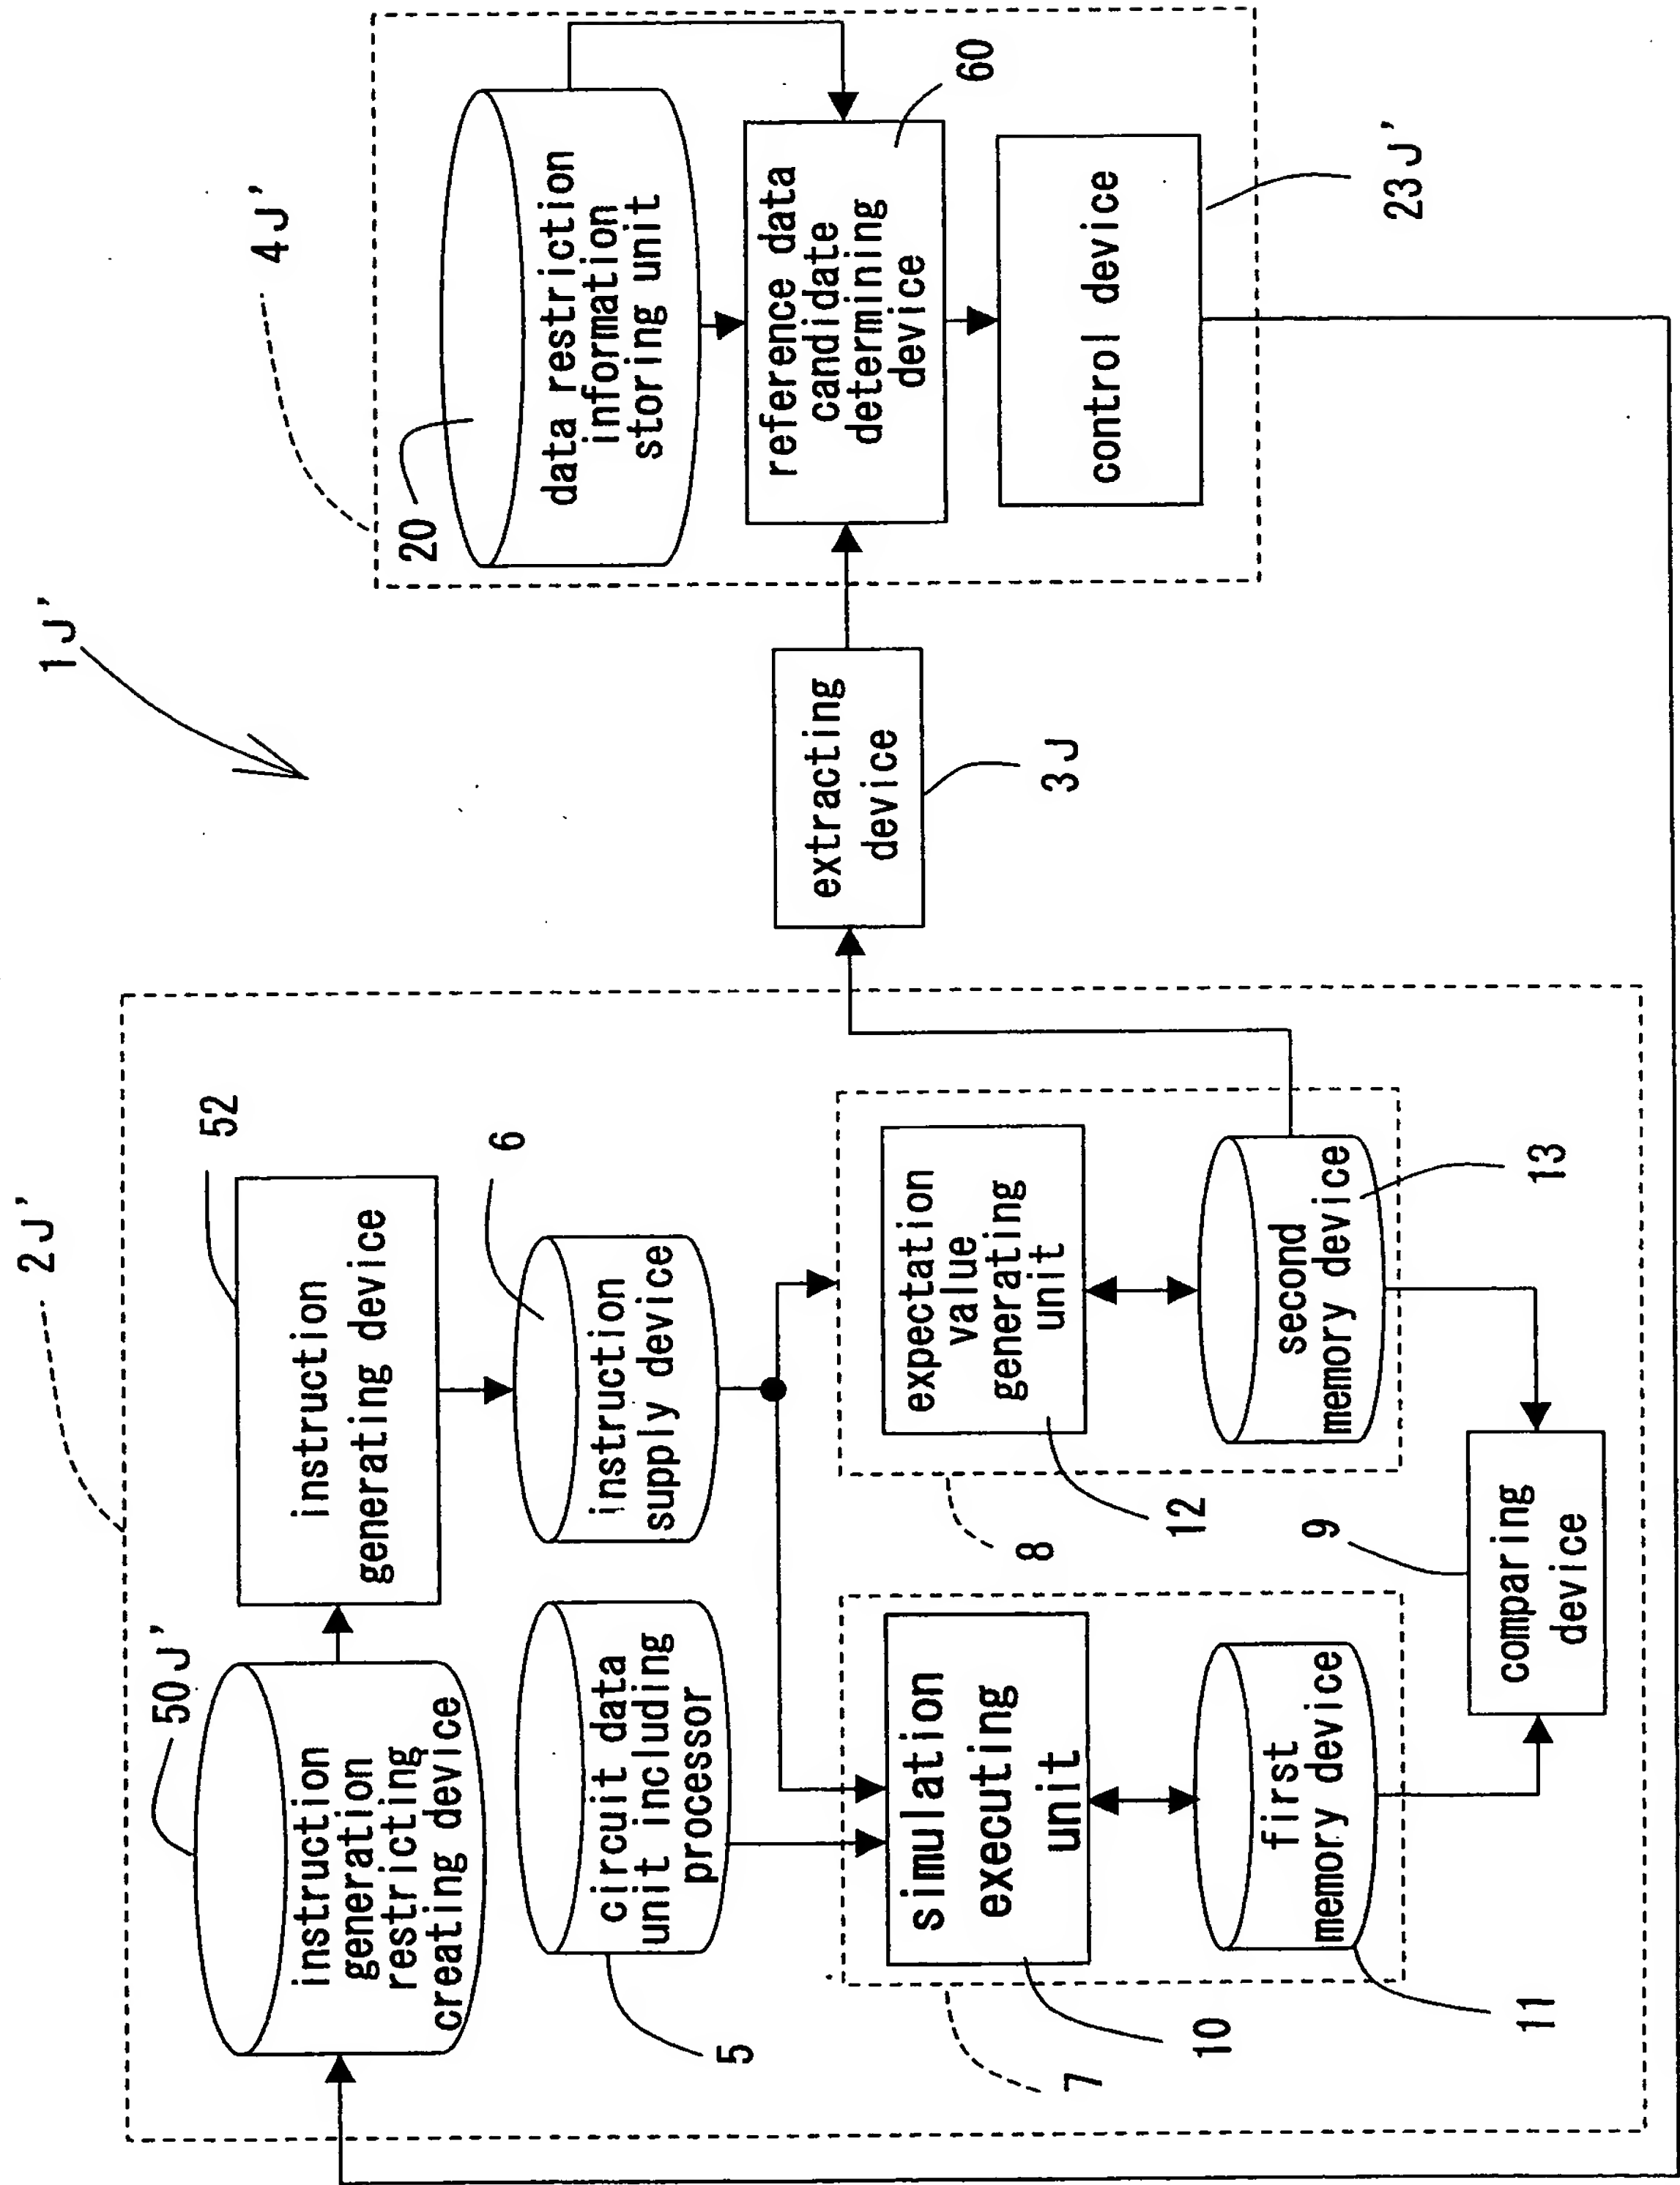 1J'
2J'
50J'
instruction
generation
restricting
creating device
52
instruction
generating device
5
circuit data
unit including
processor
6
instruction
supply device
7
10
simulation
executing
unit
11
first
memory device
8
12
expectation
value
generating
unit
13
second
memory device
9
comparing
device
3J
extracting
device
4J'
20
data restriction
information
storing unit
60
reference data
candidate
determining
device
23J'
control device